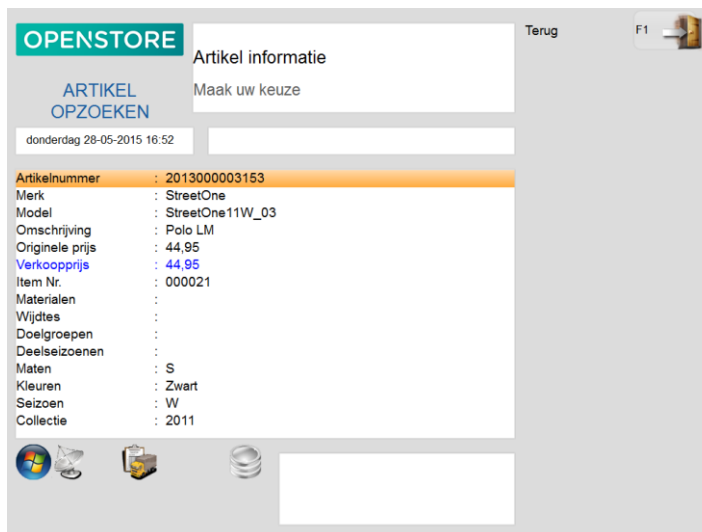 OPENSTORE
Artikel informatie
Terug
F1
ARTIKEL
OPZOEKEN
Maak uw keuze
donderdag 28-05-2015 16:52
Artikelnummer : 2013000003153
Merk : StreetOne
Model : StreetOne11W_03
Omschrijving : Polo LM
Originele prijs : 44,95
Verkoopprijs : 44,95
Item Nr. : 000021
Materialen :
Wijdtes :
Doelgroepen :
Deelseizoenen :
Maten : S
Kleuren : Zwart
Seizoen : W
Collectie : 2011